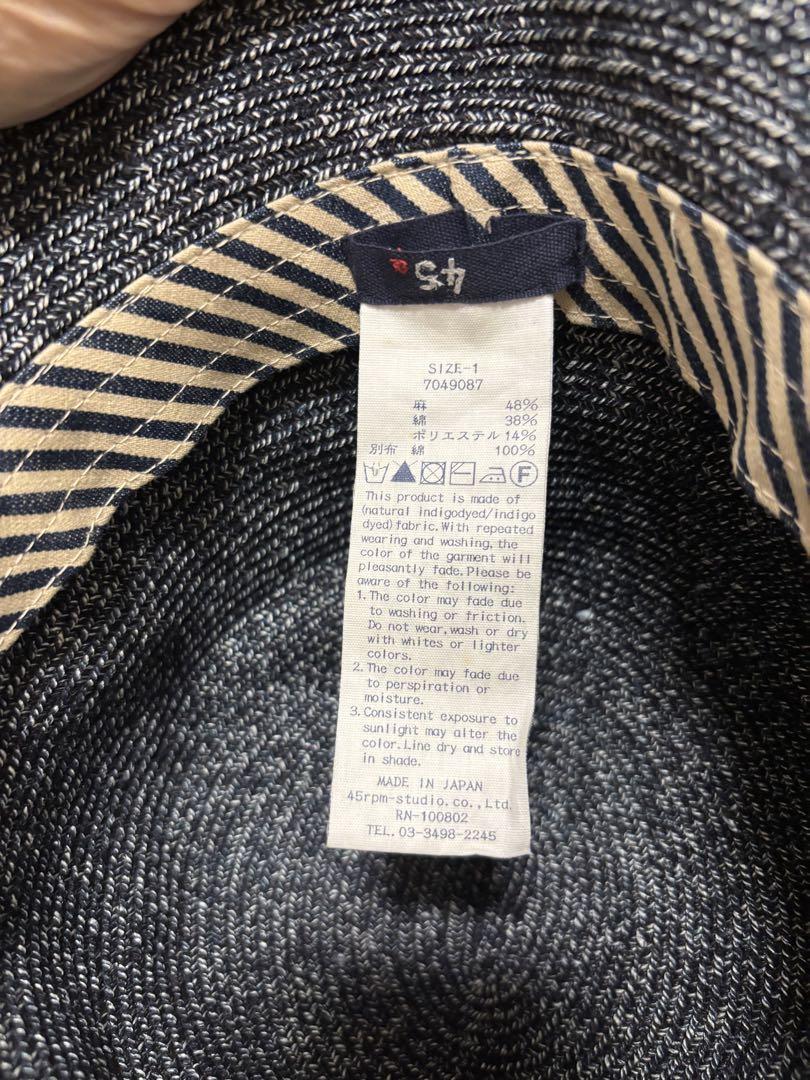 45R
SIZE-1
7049087
麻 48%
綿 38%
ポリエステル 14%
別布 綿 100%
F
This product is made of
(natural indigodyed/indigo
dyed)fabric.With repeated
wearing and washing,the
color of the garment will
pleasantly fade.Please be
aware of the following:
1.The color may fade due
to washing or friction.
Do not wear,wash or dry
with whites or lighter
colors.
2.The color may fade due
to perspiration or
moisture.
3.Consistent exposure to
sunlight may alter the
color.Line dry and store
in shade.
MADE IN JAPAN
45rpm-studio.co.,Ltd.
RN-100802
TEL.03-3498-2245